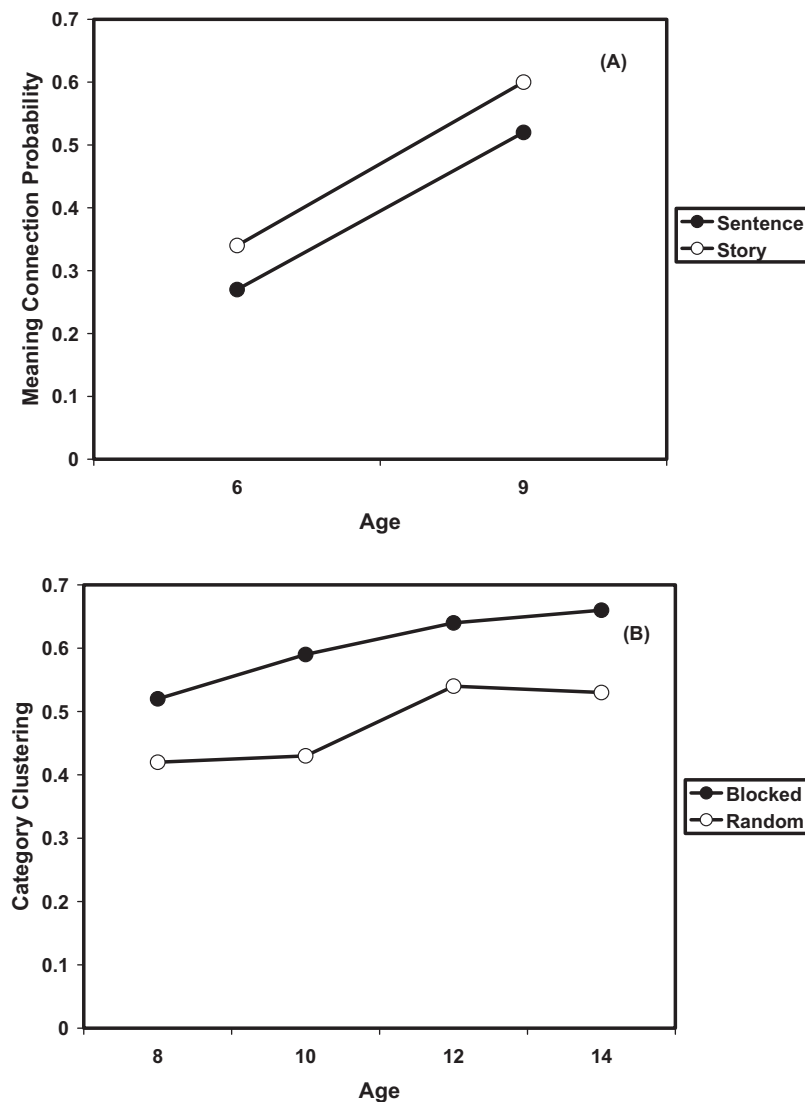 0.7
(A)
0.6
0.5
0.4
0.3
0.2
0.1
0
Meaning Connection Probability
Sentence
Story
6
9
Age
0.7
(B)
0.6
0.5
0.4
0.3
0.2
0.1
0
Category Clustering
Blocked
Random
8
10
12
14
Age